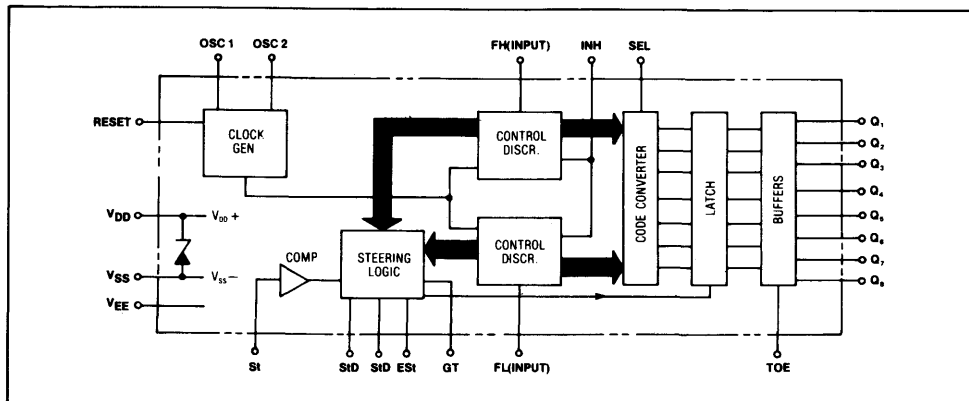 OSC 1 OSC 2 FH(INPUT) INH SEL
RESET
CLOCK
GEN
CONTROL
DISCR.
CODE CONVERTER
LATCH
BUFFERS
Q1
Q2
Q3
Q4
Q5
Q6
Q7
Q8
VDD VDD +
VSS VSS −
VEE
COMP
STEERING
LOGIC
CONTROL
DISCR.
St StD StD ESt GT FL(INPUT) TOE